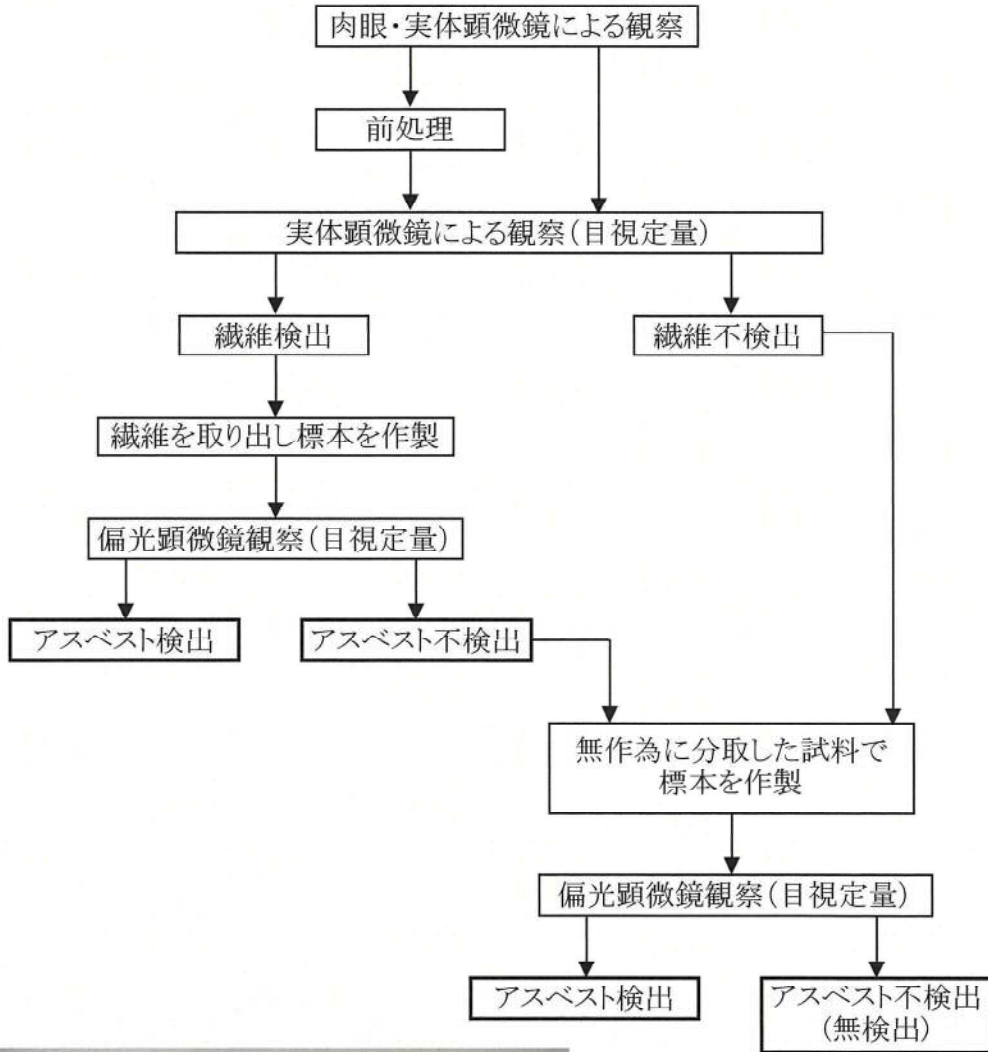 肉眼・実体顕微鏡による観察
前処理
実体顕微鏡による観察(目視定量)
繊維検出
繊維不検出
繊維を取り出し標本を作製
偏光顕微鏡観察(目視定量)
アスベスト検出
アスベスト不検出
無作為に分取した試料で
標本を作製
偏光顕微鏡観察(目視定量)
アスベスト検出
アスベスト不検出
(無検出)